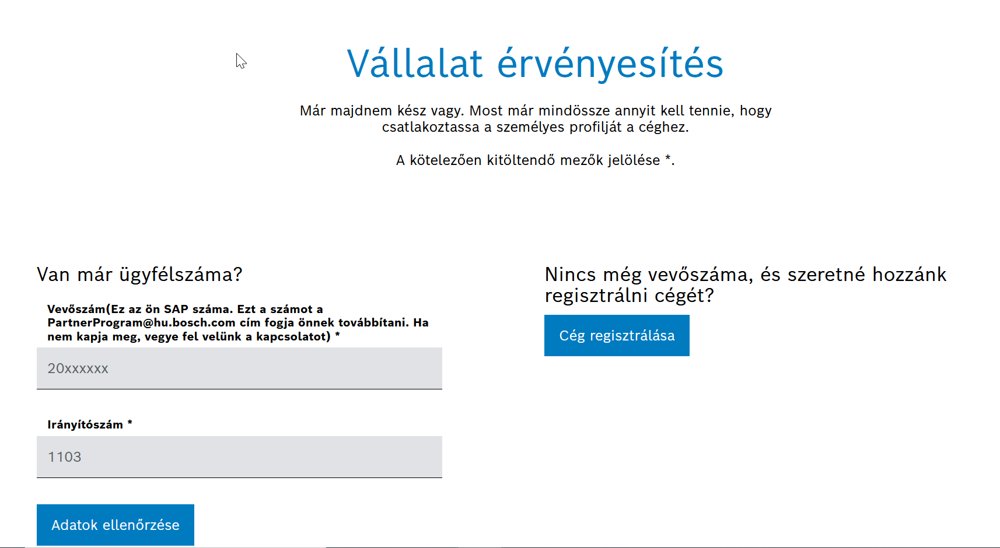 Vállalat érvényesítés
Már majdnem kész vagy. Most már mindössze annyit kell tennie, hogy
csatlakoztassa a személyes profilját a céghez.
A kötelezően kitöltendő mezők jelölése *.
Van már ügyfélszáma?
Vevőszám(Ez az ön SAP száma. Ezt a számot a
PartnerProgram@hu.bosch.com cím fogja önnek továbbítani. Ha
nem kapja meg, vegye fel velünk a kapcsolatot) *
20xxxxxx
Irányítószám *
1103
Adatok ellenőrzése
Nincs még vevőszáma, és szeretné hozzánk
regisztrálni cégét?
Cég regisztrálása